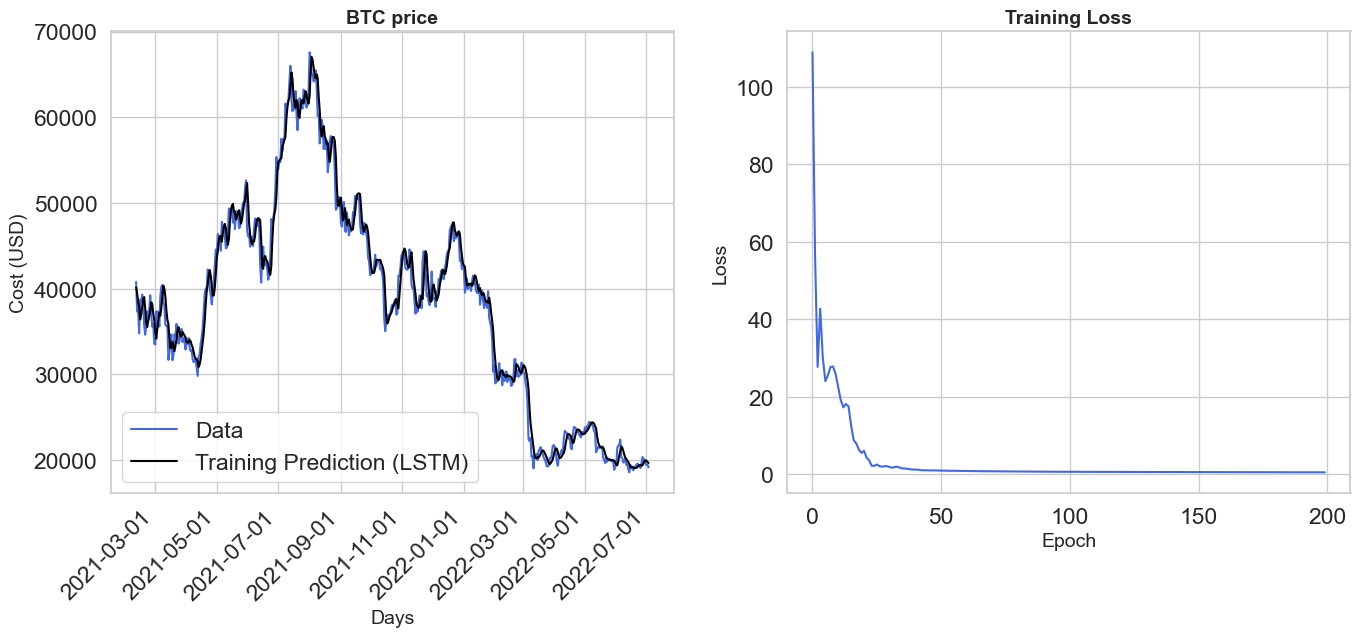 BTC price
70000
60000
50000
40000
30000
20000
Cost (USD)
Data
Training Prediction (LSTM)
2021-03-01
2021-05-01
2021-07-01
2021-09-01
2021-11-01
2022-01-01
2022-03-01
2022-05-01
2022-07-01
Days
Training Loss
100
80
60
40
20
0
Loss
0 50 100 150 200
Epoch